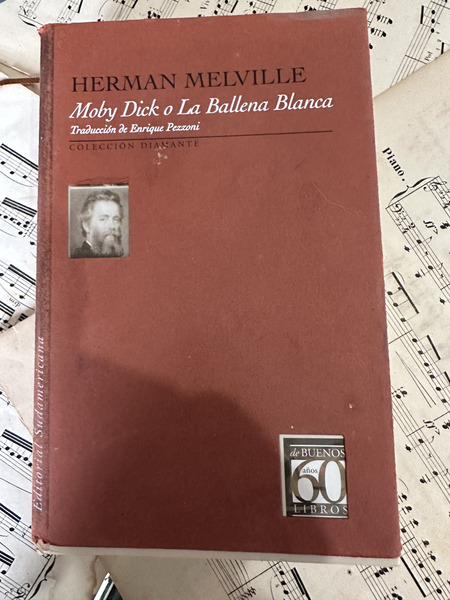 HERMAN MELVILLE
Moby Dick o La Ballena Blanca
Traducción de Enrique Pezzoni
COLECCIÓN DIAMANTE
Editorial Sudamericana
de BUENOS
años
60
LIBROS
Piano.